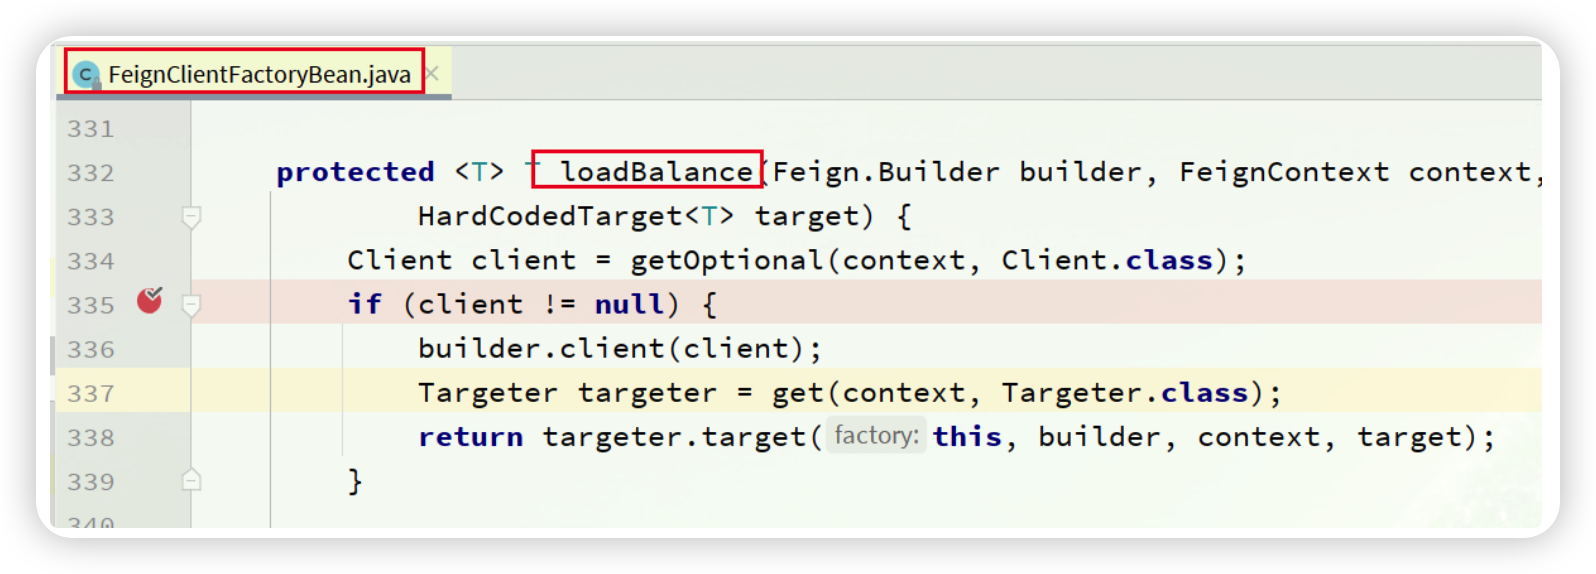 FeignClientFactoryBean.java
331
332 protected <T> T loadBalance(Feign.Builder builder, FeignContext context,
333 HardCodedTarget<T> target) {
334 Client client = getOptional(context, Client.class);
335 if (client != null) {
336 builder.client(client);
337 Targeter targeter = get(context, Targeter.class);
338 return targeter.target( factory: this, builder, context, target);
339 }
340